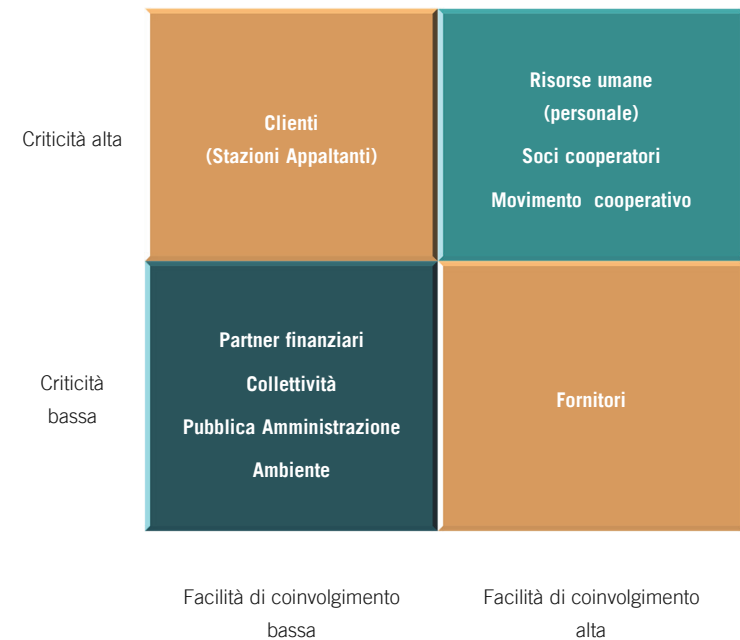 Criticità alta
Clienti
(Stazioni Appaltanti)
Risorse umane
(personale)
Soci cooperatori
Movimento cooperativo
Criticità
bassa
Partner finanziari
Collettività
Pubblica Amministrazione
Ambiente
Fornitori
Facilità di coinvolgimento
bassa
Facilità di coinvolgimento
alta